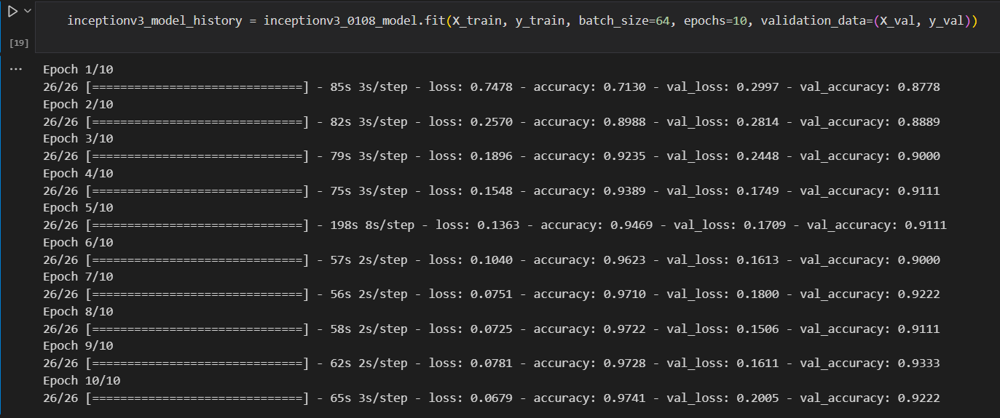 inceptionv3_model_history = inceptionv3_0108_model.fit(X_train, y_train, batch_size=64, epochs=10, validation_data=(X_val, y_val))
[19]
... Epoch 1/10
26/26 [==============================] - 85s 3s/step - loss: 0.7478 - accuracy: 0.7130 - val_loss: 0.2997 - val_accuracy: 0.8778
Epoch 2/10
26/26 [==============================] - 82s 3s/step - loss: 0.2570 - accuracy: 0.8988 - val_loss: 0.2814 - val_accuracy: 0.8889
Epoch 3/10
26/26 [==============================] - 79s 3s/step - loss: 0.1896 - accuracy: 0.9235 - val_loss: 0.2448 - val_accuracy: 0.9000
Epoch 4/10
26/26 [==============================] - 75s 3s/step - loss: 0.1548 - accuracy: 0.9389 - val_loss: 0.1749 - val_accuracy: 0.9111
Epoch 5/10
26/26 [==============================] - 198s 8s/step - loss: 0.1363 - accuracy: 0.9469 - val_loss: 0.1709 - val_accuracy: 0.9111
Epoch 6/10
26/26 [==============================] - 57s 2s/step - loss: 0.1040 - accuracy: 0.9623 - val_loss: 0.1613 - val_accuracy: 0.9000
Epoch 7/10
26/26 [==============================] - 56s 2s/step - loss: 0.0751 - accuracy: 0.9710 - val_loss: 0.1800 - val_accuracy: 0.9222
Epoch 8/10
26/26 [==============================] - 58s 2s/step - loss: 0.0725 - accuracy: 0.9722 - val_loss: 0.1506 - val_accuracy: 0.9111
Epoch 9/10
26/26 [==============================] - 62s 2s/step - loss: 0.0781 - accuracy: 0.9728 - val_loss: 0.1611 - val_accuracy: 0.9333
Epoch 10/10
26/26 [==============================] - 65s 3s/step - loss: 0.0679 - accuracy: 0.9741 - val_loss: 0.2005 - val_accuracy: 0.9222